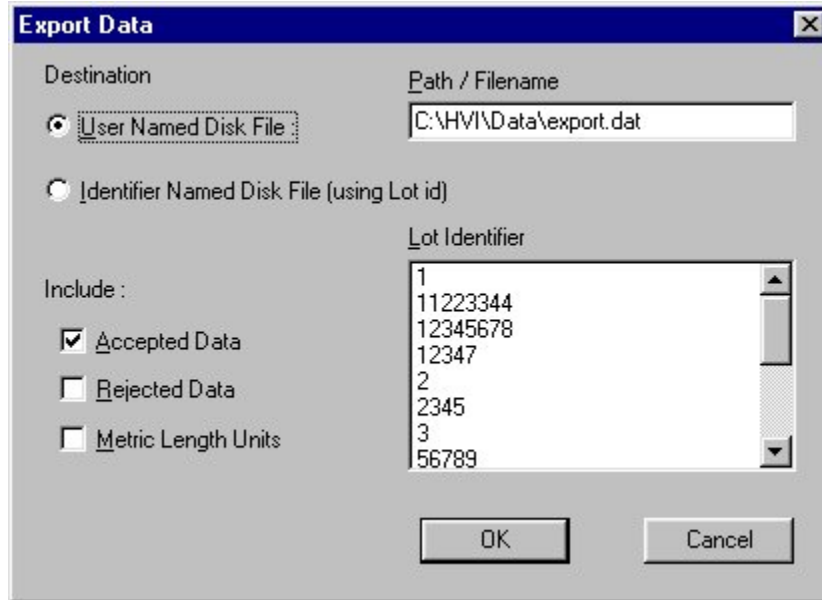 Export Data
Destination
Path / Filename
User Named Disk File :
C:\HVI\Data\export.dat
Identifier Named Disk File (using Lot id)
Lot Identifier
1
11223344
12345678
12347
2
2345
3
56789
Include :
Accepted Data
Rejected Data
Metric Length Units
OK
Cancel